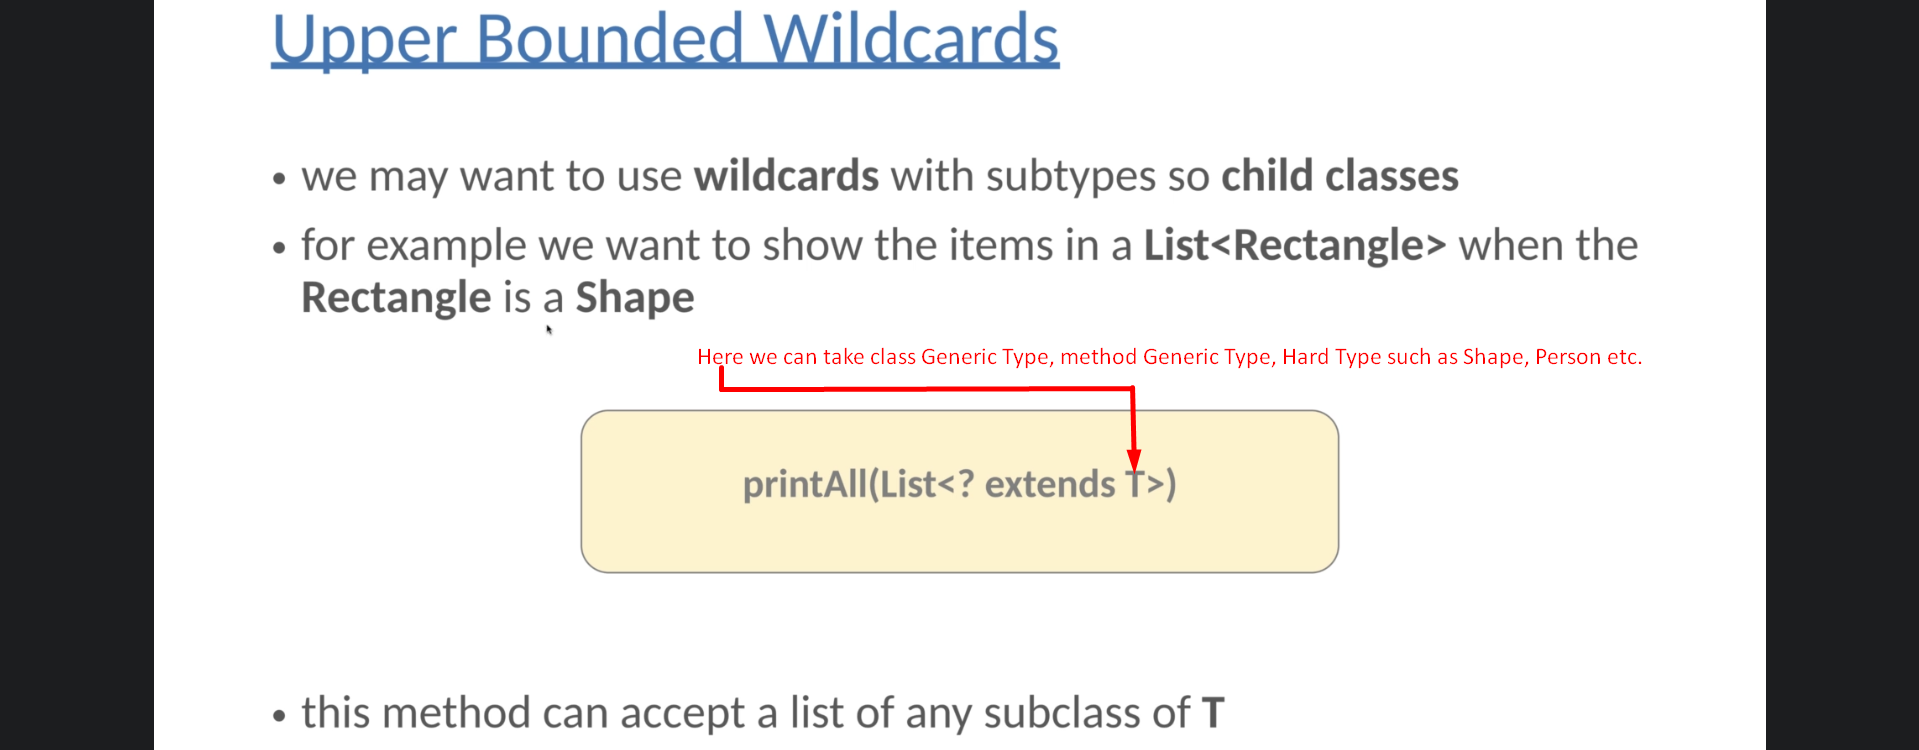 Upper Bounded Wildcards
• we may want to use wildcards with subtypes so child classes
• for example we want to show the items in a List<Rectangle> when the
Rectangle is a Shape
Here we can take class Generic Type, method Generic Type, Hard Type such as Shape, Person etc.
printAll(List<? extends T>)
• this method can accept a list of any subclass of T